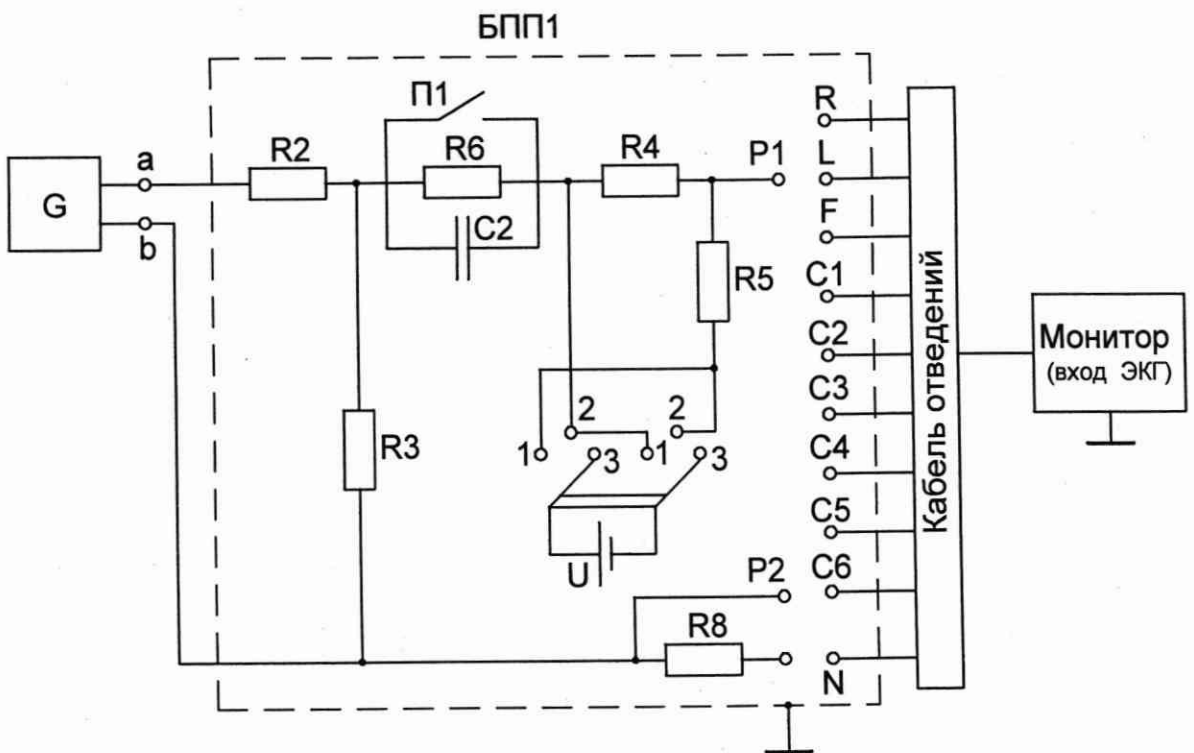 БПП1
П1
R
R2
R6
R4
P1
L
a
G
C2
F
b
R5
C1
C2
Монитор
(вход ЭКГ)
C3
2
2
R3
1
3
1
3
C4
Кабель отведений
C5
U
P2
C6
R8
N